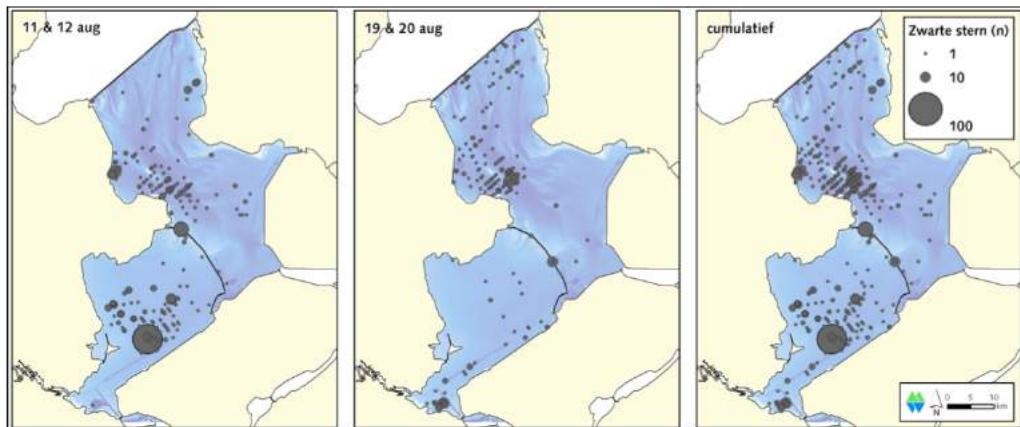 11 & 12 aug
19 & 20 aug
cumulatief
Zwarte stern (n)
1
10
100
N
0 5 10
km